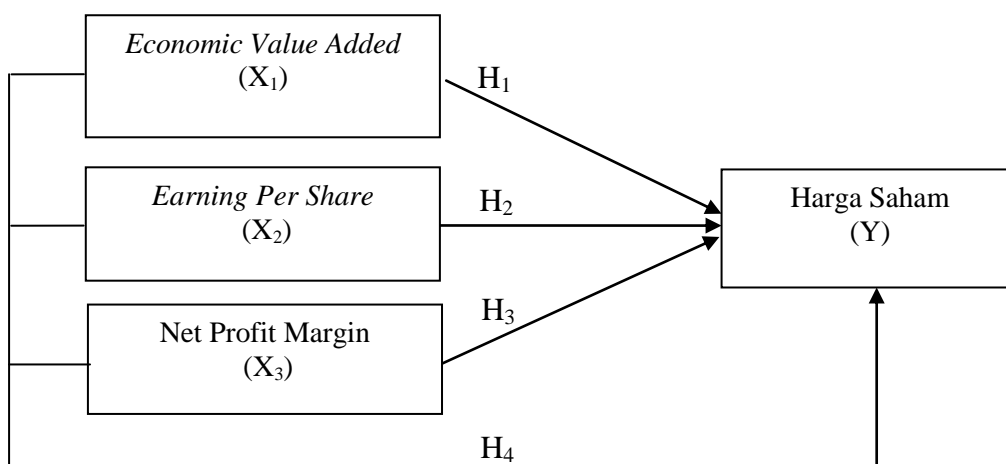 Economic Value Added
(X₁)
H₁
Earning Per Share
(X₂)
H₂
Harga Saham
(Y)
Net Profit Margin
(X₃)
H₃
H₄